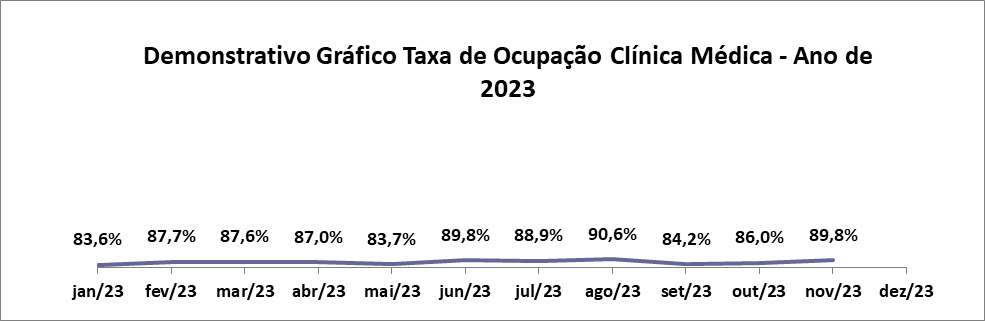 Demonstrativo Gráfico Taxa de Ocupação Clínica Médica - Ano de
2023
83,6% 87,7% 87,6% 87,0% 83,7% 89,8% 88,9% 90,6% 84,2% 86,0% 89,8%
jan/23 fev/23 mar/23 abr/23 mai/23 jun/23 jul/23 ago/23 set/23 out/23 nov/23 dez/23